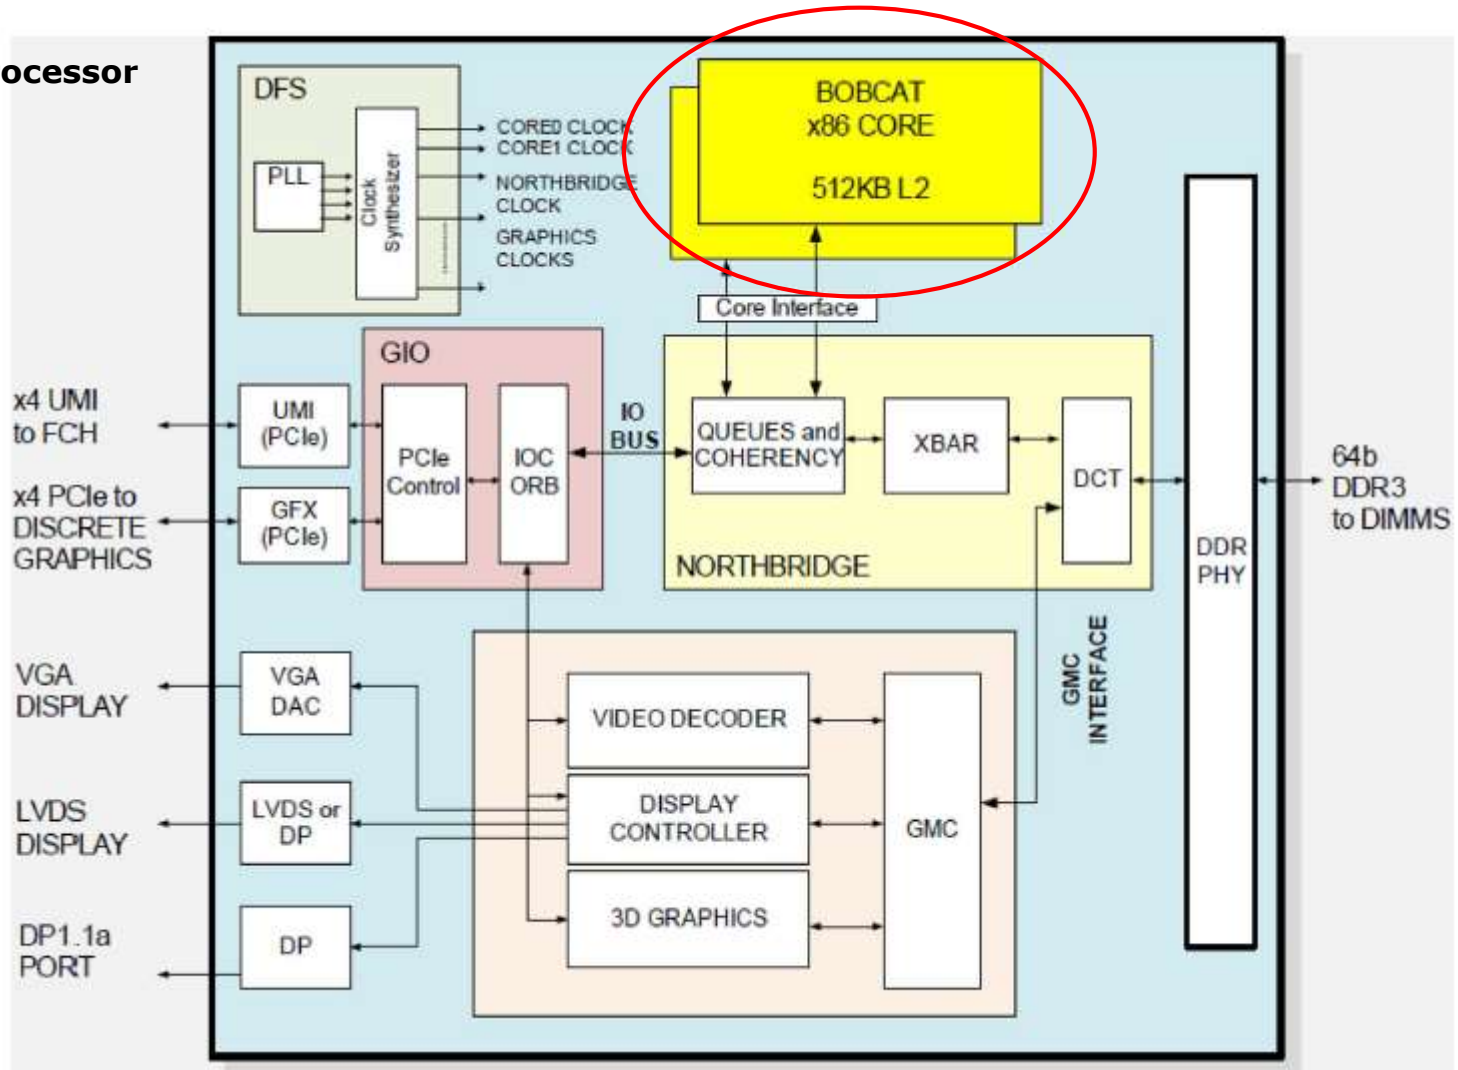 ocessor
DFS
PLL
Clock
Synthesizer
CORE0 CLOCK
CORE1 CLOCK
NORTHBRIDGE
CLOCK
GRAPHICS
CLOCKS
BOBCAT
x86 CORE
512KB L2
Core Interface
GIO
x4 UMI
to FCH
UMI
(PCIe)
x4 PCIe to
DISCRETE
GRAPHICS
GFX
(PCIe)
PCIe
Control
IOC
ORB
IO
BUS
QUEUES and
COHERENCY
XBAR
DCT
NORTHBRIDGE
DDR
PHY
64b
DDR3
to DIMMS
GMC
INTERFACE
VGA
DISPLAY
VGA
DAC
VIDEO DECODER
LVDS
DISPLAY
LVDS or
DP
DISPLAY
CONTROLLER
GMC
DP1.1a
PORT
DP
3D GRAPHICS